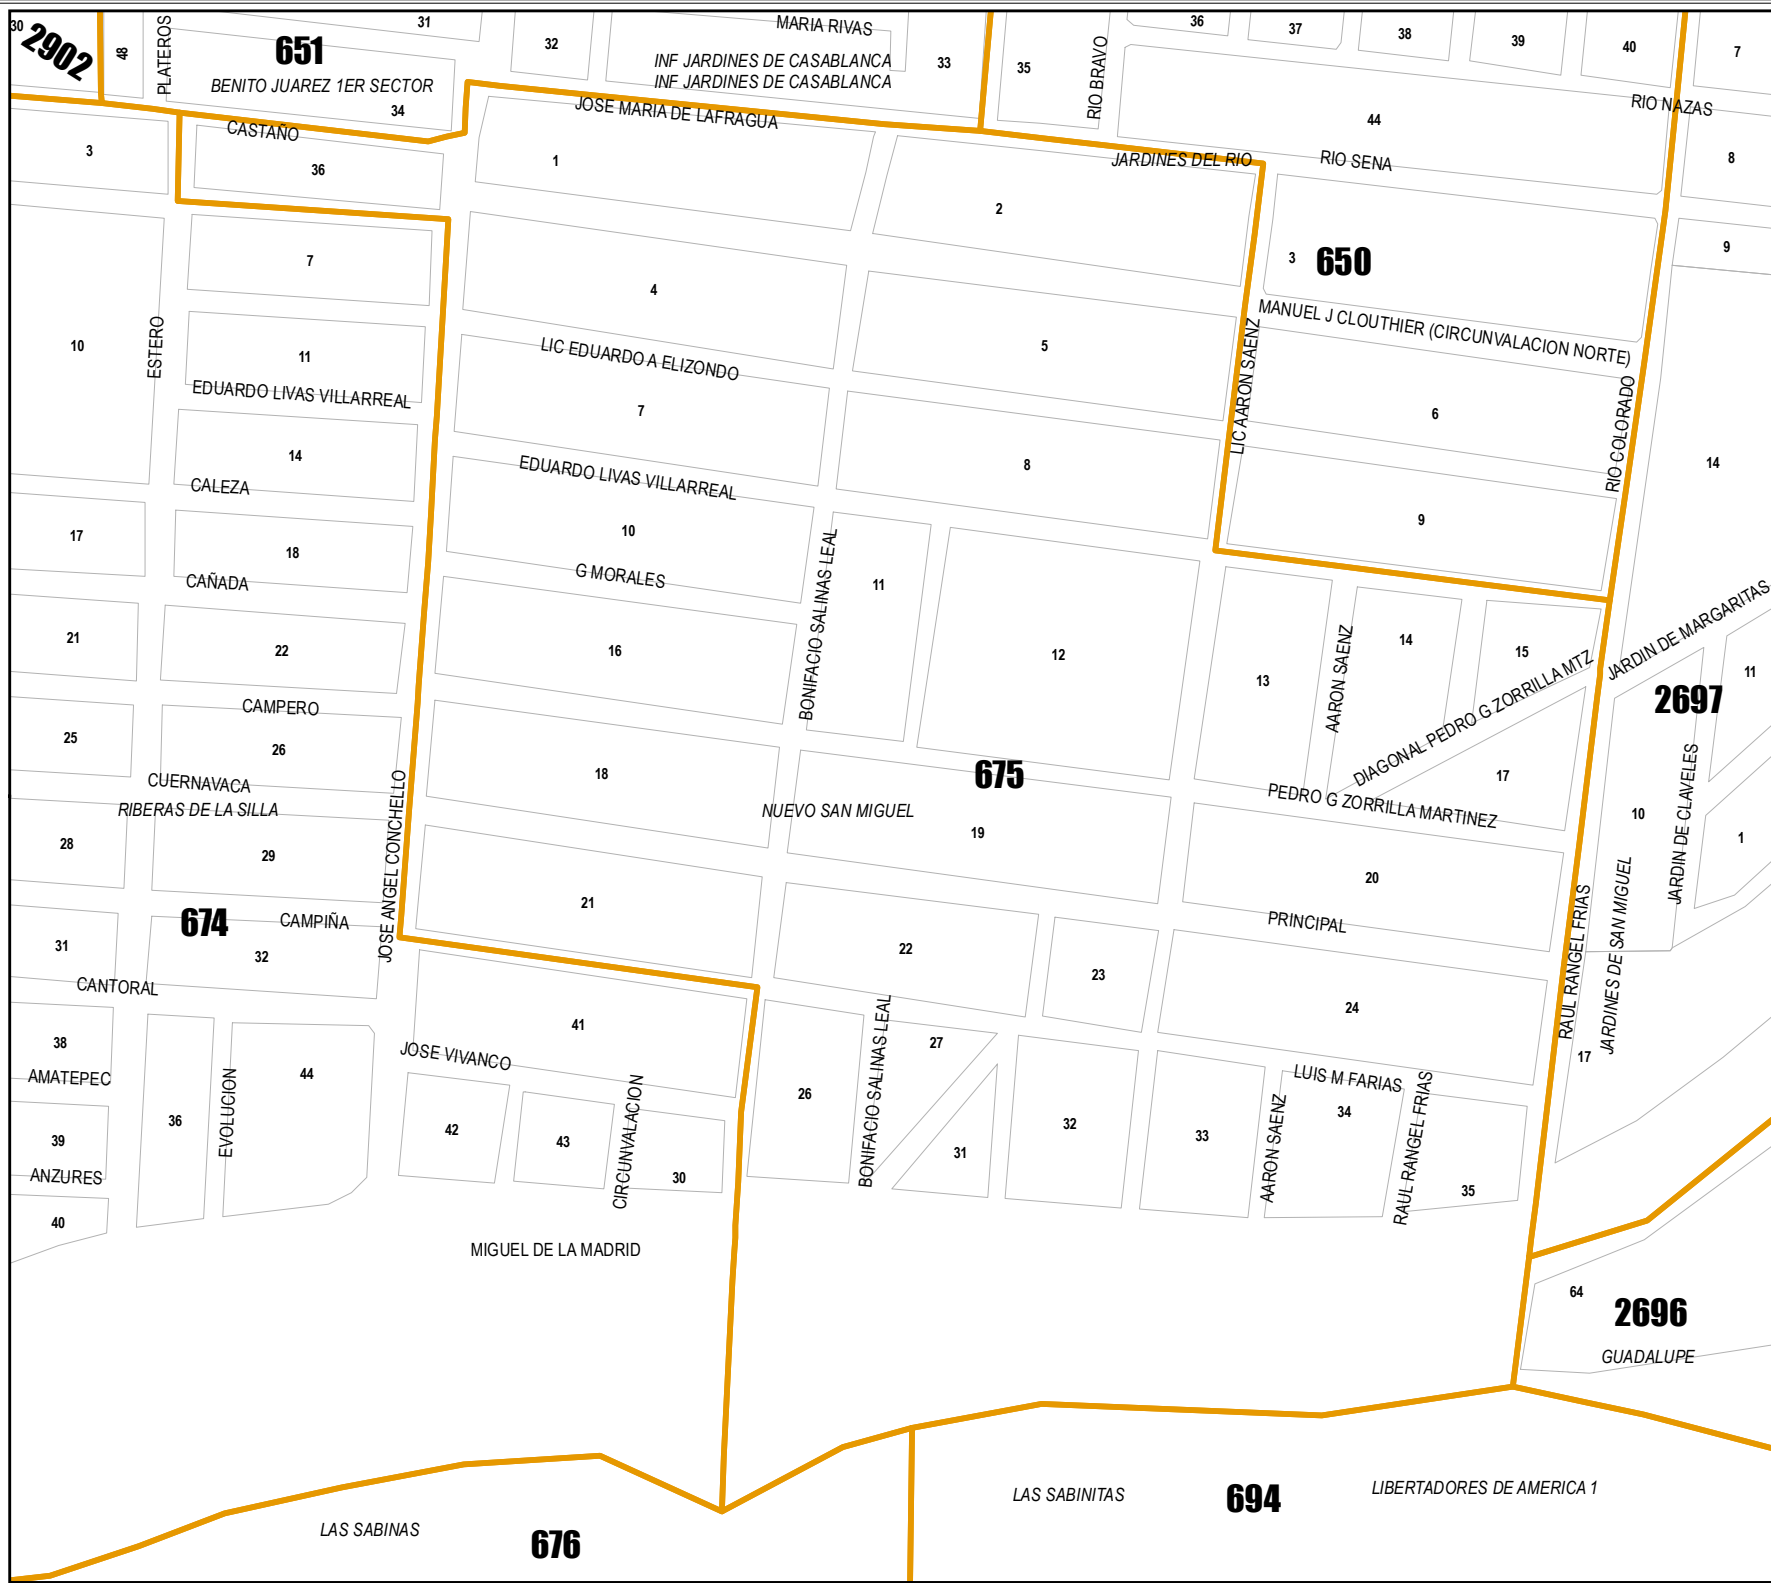 30
2902
48
PLATEROS
651
31
BENITO JUAREZ 1ER SECTOR
34
32
MARIA RIVAS
INF JARDINES DE CASABLANCA
INF JARDINES DE CASABLANCA
33
35
RIO BRAVO
36
37
38
39
40
7
RIO NAZAS
44
8
3
CASTAÑO
36
JOSE MARIA DE LAFRAGUA
1
JARDINES DEL RIO
RIO SENA
2
9
3
650
7
4
MANUEL J CLOUTHIER (CIRCUNVALACION NORTE)
10
ESTERO
11
LIC EDUARDO A ELIZONDO
5
LIC AARON SAENZ
EDUARDO LIVAS VILLARREAL
7
6
RIO COLORADO
14
14
CALEZA
EDUARDO LIVAS VILLARREAL
8
17
18
10
9
CAÑADA
G MORALES
BONIFACIO SALINAS LEAL
11
21
22
16
12
13
AARON SAENZ
14
15
JARDIN DE MARGARITAS
11
2697
CAMPERO
25
26
DIAGONAL PEDRO G ZORRILLA MTZ
CUERNAVACA
18
675
17
RIBERAS DE LA SILLA
JOSE ANGEL CONCHELLO
NUEVO SAN MIGUEL
19
PEDRO G ZORRILLA MARTINEZ
10
JARDIN DE CLAVELES
1
28
29
20
674
CAMPIÑA
21
PRINCIPAL
RAUL RANGEL FRIAS
JARDINES DE SAN MIGUEL
31
32
22
23
CANTORAL
24
38
41
27
17
44
JOSE VIVANCO
BONIFACIO SALINAS LEAL
AMATEPEC
EVOLUCION
LUIS M FARIAS
36
42
43
CIRCUNVALACION
26
32
33
AARON SAENZ
34
RAUL RANGEL FRIAS
39
31
ANZURES
30
35
40
MIGUEL DE LA MADRID
64
2696
GUADALUPE
LAS SABINITAS
694
LIBERTADORES DE AMERICA 1
LAS SABINAS
676